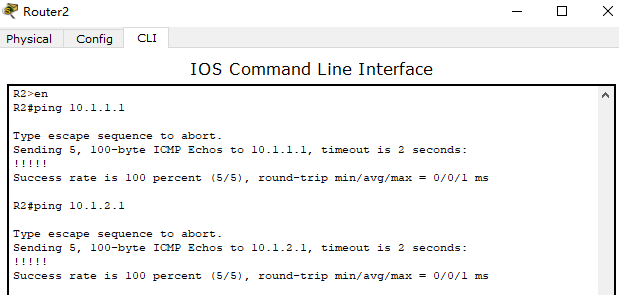 Router2
Physical Config CLI
IOS Command Line Interface
R2>en
R2#ping 10.1.1.1
Type escape sequence to abort.
Sending 5, 100-byte ICMP Echos to 10.1.1.1, timeout is 2 seconds:
!!!!!
Success rate is 100 percent (5/5), round-trip min/avg/max = 0/0/1 ms
R2#ping 10.1.2.1
Type escape sequence to abort.
Sending 5, 100-byte ICMP Echos to 10.1.2.1, timeout is 2 seconds:
!!!!!
Success rate is 100 percent (5/5), round-trip min/avg/max = 0/0/1 ms